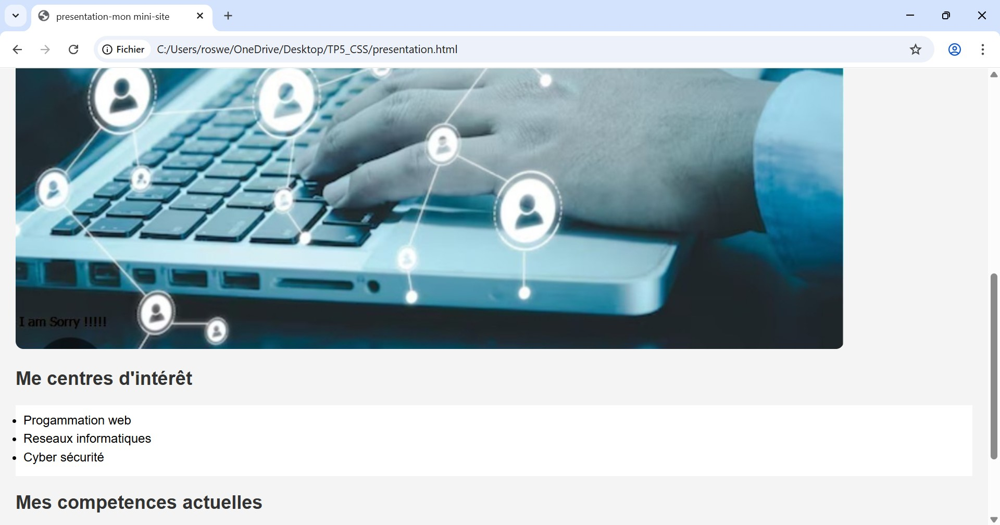 presentation-mon mini-site
Fichier
C:/Users/roswe/OneDrive/Desktop/TP5_CSS/presentation.html
I am Sorry !!!!!
Me centres d'intérêt
Progammation web
Reseaux informatiques
Cyber sécurité
Mes competences actuelles